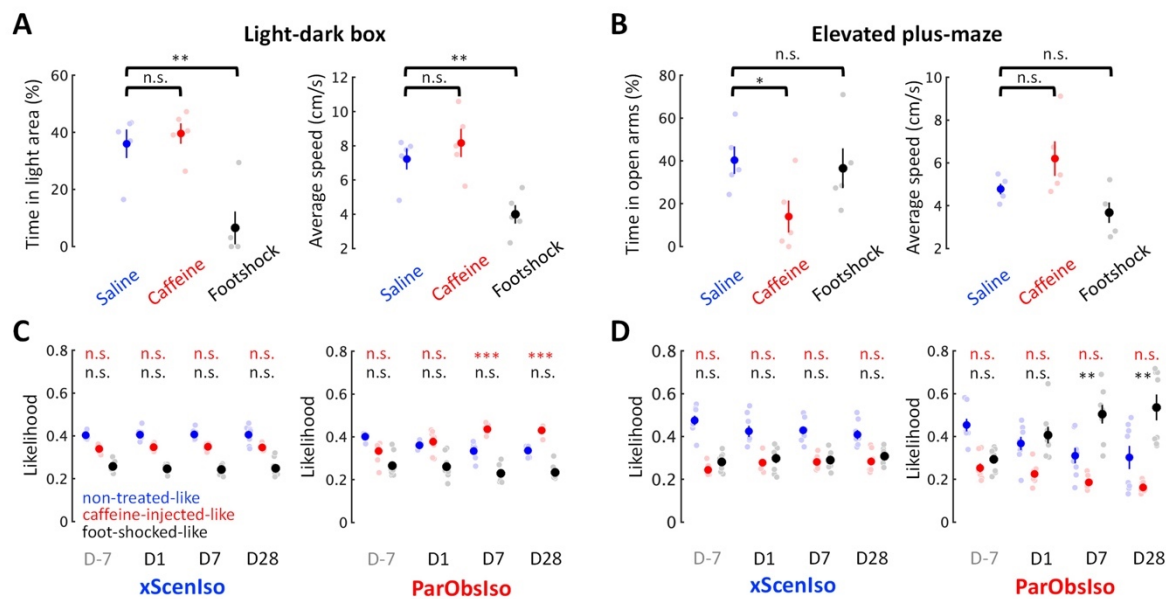 A
Light-dark box
B
Elevated plus-maze
**
n.s.
Time in light area (%)
60
40
20
0
Saline
Caffeine
Footshock
**
n.s.
Average speed (cm/s)
12
10
8
6
4
2
Saline
Caffeine
Footshock
n.s.
*
Time in open arms (%)
80
60
40
20
0
Saline
Caffeine
Footshock
n.s.
n.s.
Average speed (cm/s)
10
8
6
4
2
Saline
Caffeine
Footshock
C
n.s. n.s. n.s. n.s.
n.s. n.s. n.s. n.s.
Likelihood
0.8
0.6
0.4
0.2
0
non-treated-like
caffeine-injected-like
foot-shocked-like
D-7 D1 D7 D28
xScenIso
n.s. n.s. *** ***
n.s. n.s. n.s. n.s.
Likelihood
0.8
0.6
0.4
0.2
0
D-7 D1 D7 D28
ParObsIso
D
n.s. n.s. n.s. n.s.
n.s. n.s. n.s. n.s.
Likelihood
0.8
0.6
0.4
0.2
0
D-7 D1 D7 D28
xScenIso
n.s. n.s. n.s. n.s.
n.s. n.s. ** **
Likelihood
0.8
0.6
0.4
0.2
0
D-7 D1 D7 D28
ParObsIso